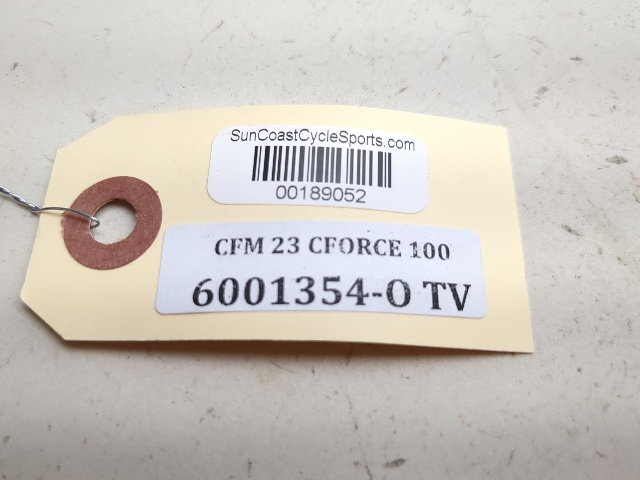 SunCoastCycleSports.com
00189052
CFM 23 CFORCE 100
6001354-O TV